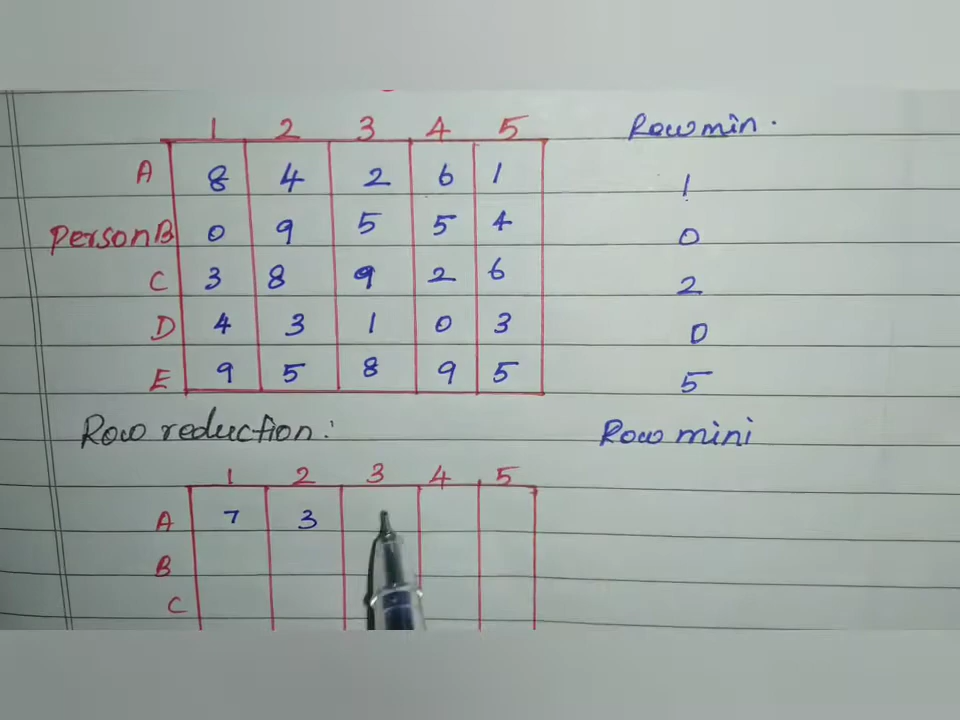 1 2 3 4 5 Row min.
A 8 4 2 6 1 1
Person B 0 9 5 5 4 0
C 3 8 9 2 6 2
D 4 3 1 0 3 0
E 9 5 8 9 5 5
Row reduction: Row mini
1 2 3 4 5
A 7 3
B
C